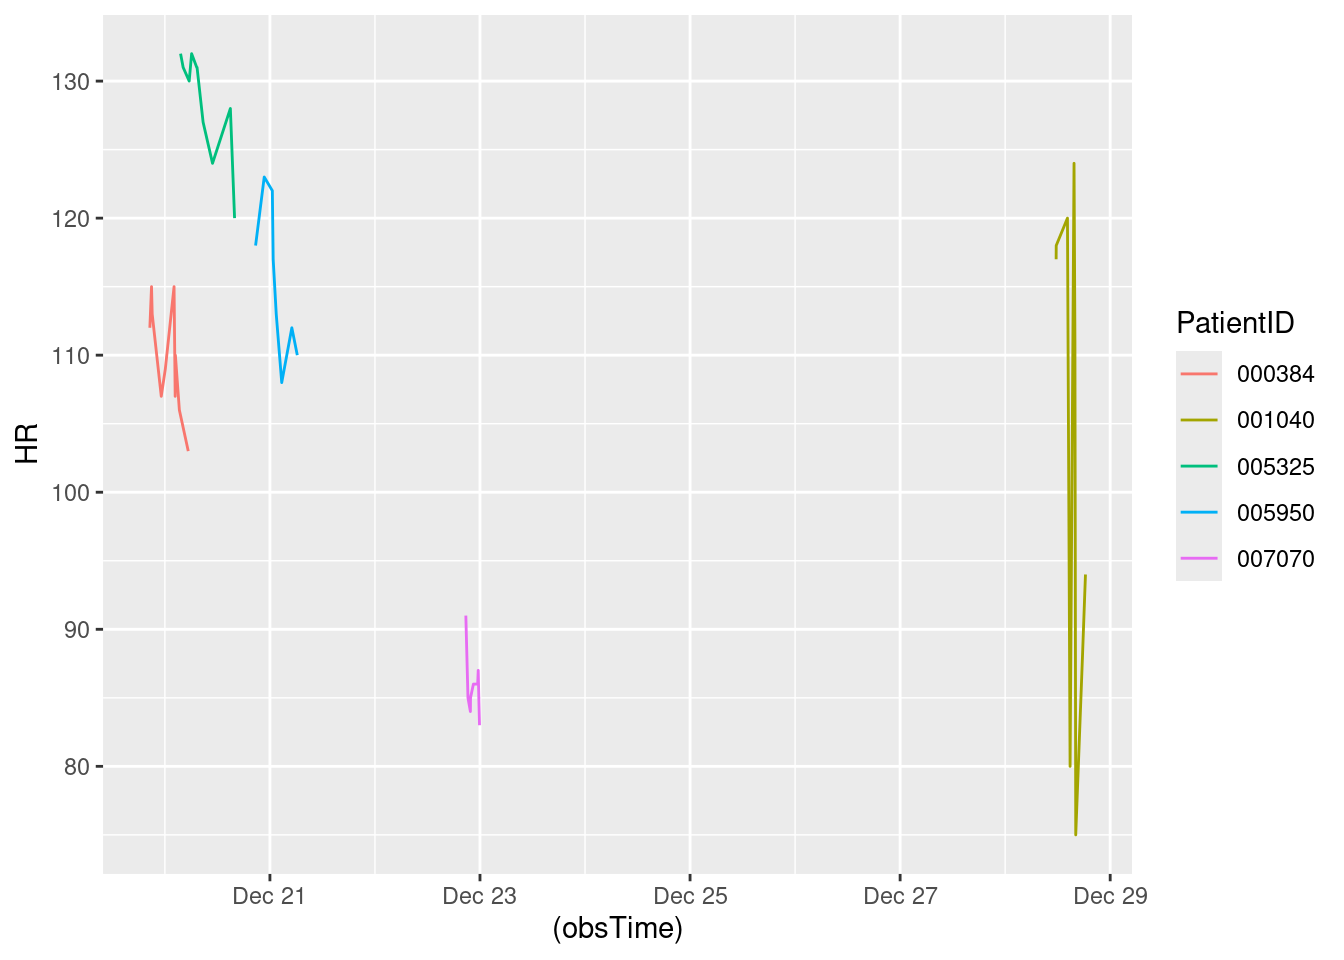 130
120
110
100
90
80
HR
Dec 21
Dec 23
Dec 25
Dec 27
Dec 29
(obsTime)
PatientID
000384
001040
005325
005950
007070